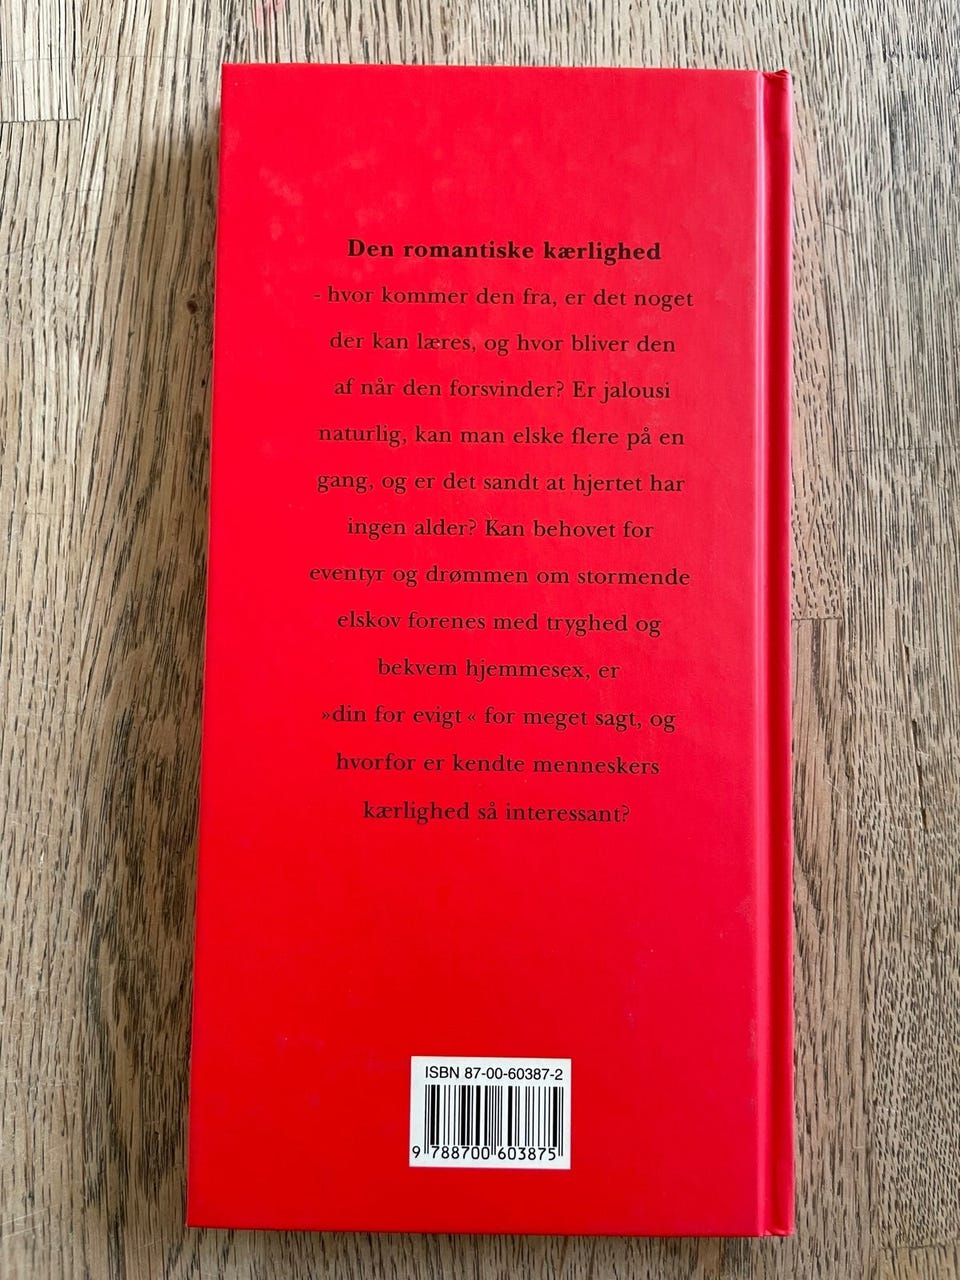 Den romantiske kærlighed
- hvor kommer den fra, er det noget
der kan læres, og hvor bliver den
af når den forsvinder? Er jalousi
naturlig, kan man elske flere på en
gang, og er det sandt at hjertet har
ingen alder? Kan behovet for
eventyr og drømmen om stormende
elskov forenes med tryghed og
bekvem hjemmesex, er
»din for evigt« for meget sagt, og
hvorfor er kendte menneskers
kærlighed så interessant?
ISBN 87-00-60387-2
9 788700 603875